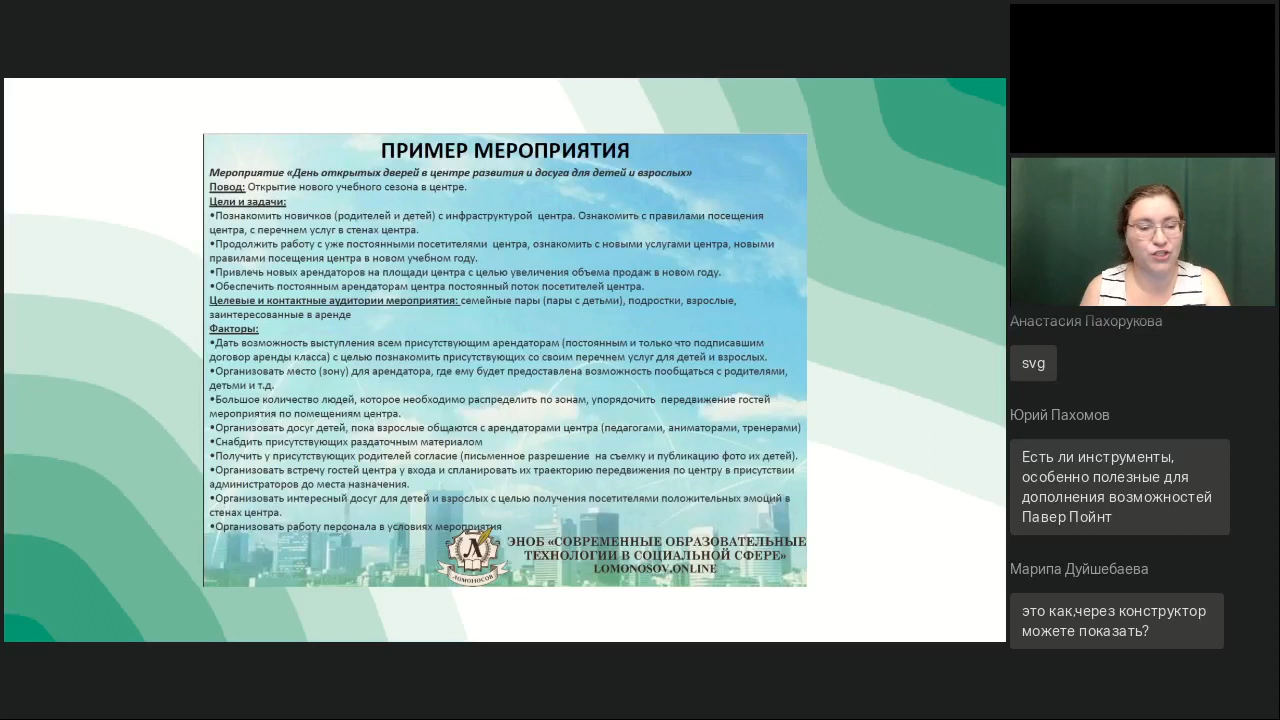 ПРИМЕР МЕРОПРИЯТИЯ
Мероприятие «День открытых дверей в центре развития и досуга для детей и взрослых»
Повод: Открытие нового учебного сезона в центре.
Цели и задачи:
•Познакомить новичков (родителей и детей) с инфраструктурой центра. Ознакомить с правилами посещения
центра, с перечнем услуг в стенах центра.
•Продолжить работу с уже постоянными посетителями центра, ознакомить с новыми услугами центра, новыми
правилами посещения центра в новом учебном году.
•Привлечь новых арендаторов на площади центра с целью увеличения объема продаж в новом году.
•Обеспечить постоянным арендаторам центра постоянный поток посетителей центра.
Целевые и контактные аудитории мероприятия: семейные пары (пары с детьми), подростки, взрослые,
заинтересованные в аренде
Факторы:
•Дать возможность выступления всем присутствующим арендаторам (постоянным и только что подписавшим
договор аренды класса) с целью познакомить присутствующих со своим перечнем услуг для детей и взрослых.
•Организовать место (зону) для арендатора, где ему будет предоставлена возможность пообщаться с родителями,
детьми и т.д.
•Большое количество людей, которое необходимо распределить по зонам, упорядочить передвижение гостей
мероприятия по помещениям центра.
•Организовать досуг детей, пока взрослые общаются с арендаторами центра (педагогами, аниматорами, тренерами)
•Снабдить присутствующих раздаточным материалом
•Получить у присутствующих родителей согласие (письменное разрешение на съемку и публикацию фото их детей).
•Организовать встречу гостей центра у входа и спланировать их траекторию передвижения по центру в присутствии
администраторов до места назначения.
•Организовать интересный досуг для детей и взрослых с целью получения посетителями положительных эмоций в
стенах центра.
•Организовать работу персонала в условиях мероприятия
Л
ЛОМОНОСОВ
ЭНОБ «СОВРЕМЕННЫЕ ОБРАЗОВАТЕЛЬНЫЕ
ТЕХНОЛОГИИ В СОЦИАЛЬНОЙ СФЕРЕ»
LOMONOSOV.ONLINE
Анастасия Пахорукова
svg
Юрий Пахомов
Есть ли инструменты,
особенно полезные для
дополнения возможностей
Павер Пойнт
Марипа Дуйшебаева
это как,через конструктор
можете показать?